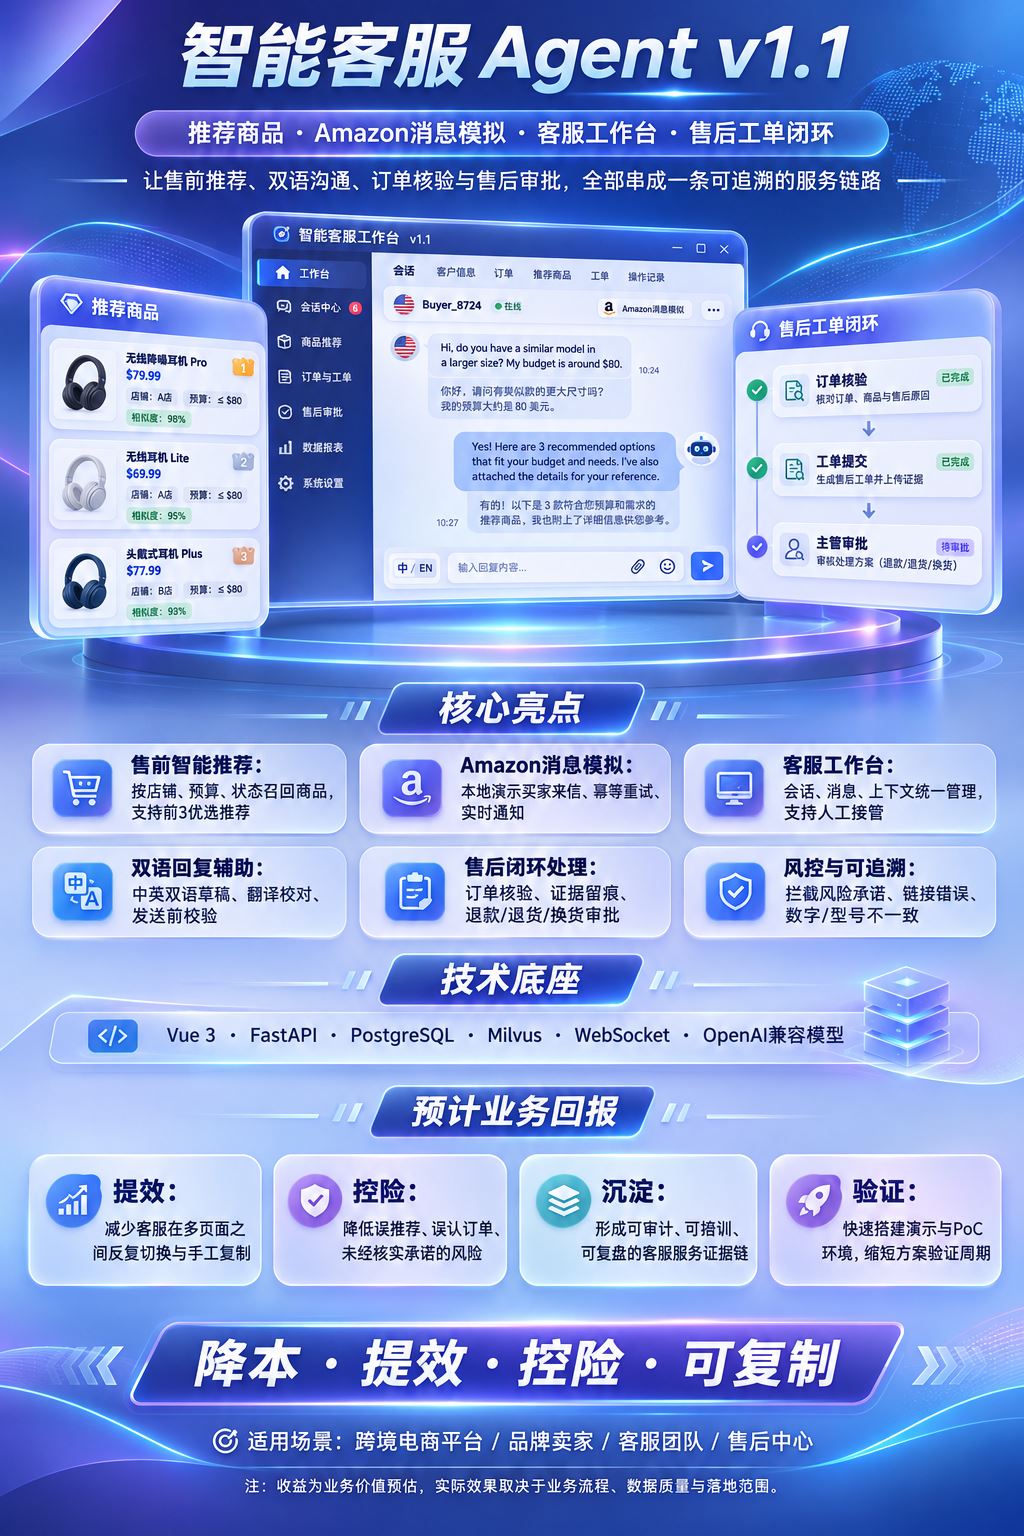 智能客服 Agent v1.1
推荐商品 · Amazon消息模拟 · 客服工作台 · 售后工单闭环
让售前推荐、双语沟通、订单核验与售后审批，全部串成一条可追溯的服务链路
推荐商品
无线降噪耳机 Pro
$79.99
1
店铺：A店 预算：≤ $80
相似度：98%
无线耳机 Lite
$69.99
2
店铺：A店 预算：≤ $80
相似度：95%
头戴式耳机 Plus
$77.99
3
店铺：B店 预算：≤ $80
相似度：93%
智能客服工作台 v1.1
工作台
会话中心 6
商品推荐
订单与工单
售后审批
数据报表
系统设置
会话 客户信息 订单 推荐商品 工单 操作记录
Buyer_8724 在线 a Amazon消息模拟
Hi, do you have a similar model in
a larger size? My budget is around $80.
10:24
你好，请问有类似款的更大尺寸吗？
我的预算大约是 80 美元。
Yes! Here are 3 recommended options
that fit your budget and needs. I've also
attached the details for your reference.
有的！以下是 3 款符合您预算和需求的
推荐商品，我也附上了详细信息供您参考。
10:27
中 / EN 输入回复内容...
售后工单闭环
订单核验 已完成
核对订单、商品与售后原因
工单提交 已完成
生成售后工单并上传证据
主管审批 待审批
审核处理方案（退款/退货/换货）
核心亮点
售前智能推荐：
按店铺、预算、状态召回商品，
支持前3优选推荐
a
Amazon消息模拟：
本地演示买家来信、幂等重试、
实时通知
客服工作台：
会话、消息、上下文统一管理，
支持人工接管
中 A
双语回复辅助：
中英双语草稿、翻译校对、
发送前校验
售后闭环处理：
订单核验、证据留痕、
退款/退货/换货审批
风控与可追溯：
拦截风险承诺、链接错误、
数字/型号不一致
技术底座
</> Vue 3 · FastAPI · PostgreSQL · Milvus · WebSocket · OpenAI兼容模型
预计业务回报
提效：
减少客服在多页面之
间反复切换与手工复制
控险：
降低误推荐、误认订单、
未经核实承诺的风险
沉淀：
形成可审计、可培训、
可复盘的客服服务证据链
验证：
快速搭建演示与PoC
环境，缩短方案验证周期
降本 · 提效 · 控险 · 可复制
适用场景：跨境电商平台 / 品牌卖家 / 客服团队 / 售后中心
注：收益为业务价值预估，实际效果取决于业务流程、数据质量与落地范围。